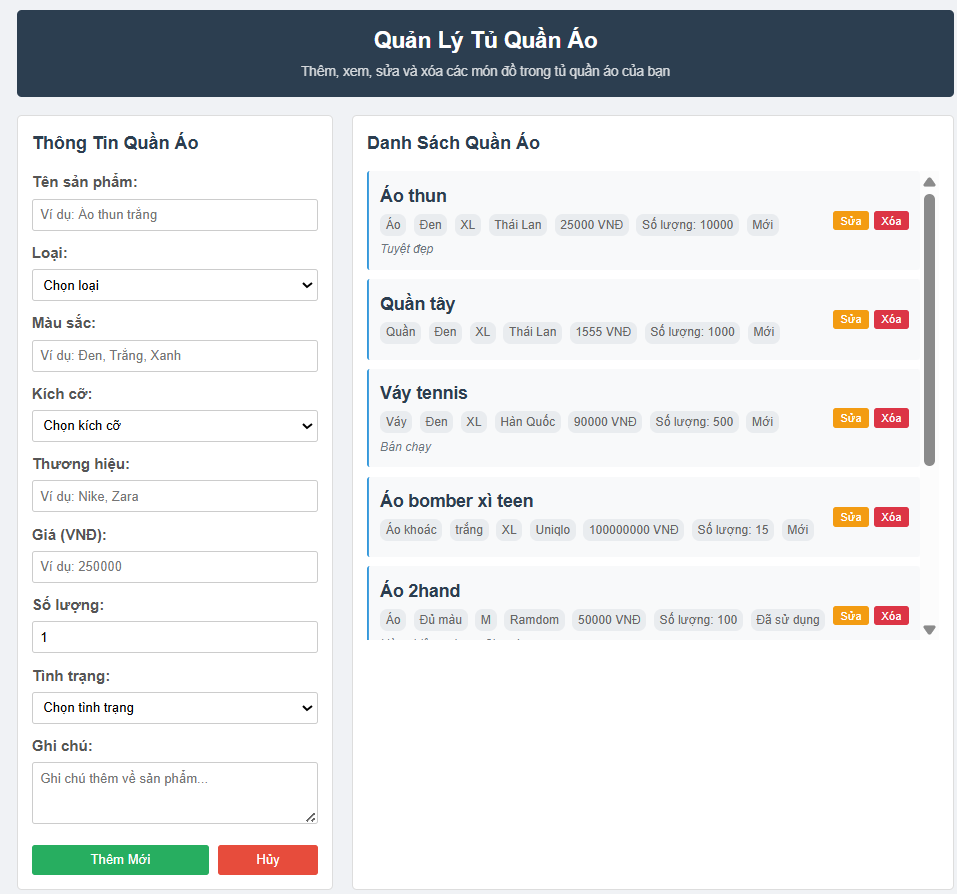 Quản Lý Tủ Quần Áo
Thêm, xem, sửa và xóa các món đồ trong tủ quần áo của bạn
Thông Tin Quần Áo
Tên sản phẩm:
Ví dụ: Áo thun trắng
Loại:
Chọn loại
Màu sắc:
Ví dụ: Đen, Trắng, Xanh
Kích cỡ:
Chọn kích cỡ
Thương hiệu:
Ví dụ: Nike, Zara
Giá (VNĐ):
Ví dụ: 250000
Số lượng:
1
Tình trạng:
Chọn tình trạng
Ghi chú:
Ghi chú thêm về sản phẩm...
Thêm Mới Hủy
Danh Sách Quần Áo
Áo thun
Áo Đen XL Thái Lan 25000 VNĐ Số lượng: 10000 Mới Sửa Xóa
Tuyệt đẹp
Quần tây
Quần Đen XL Thái Lan 1555 VNĐ Số lượng: 1000 Mới Sửa Xóa
Váy tennis
Váy Đen XL Hàn Quốc 90000 VNĐ Số lượng: 500 Mới Sửa Xóa
Bán chạy
Áo bomber xì teen
Áo khoác trắng XL Uniqlo 100000000 VNĐ Số lượng: 15 Mới Sửa Xóa
Áo 2hand
Áo Đủ màu M Ramdom 50000 VNĐ Số lượng: 100 Đã sử dụng Sửa Xóa